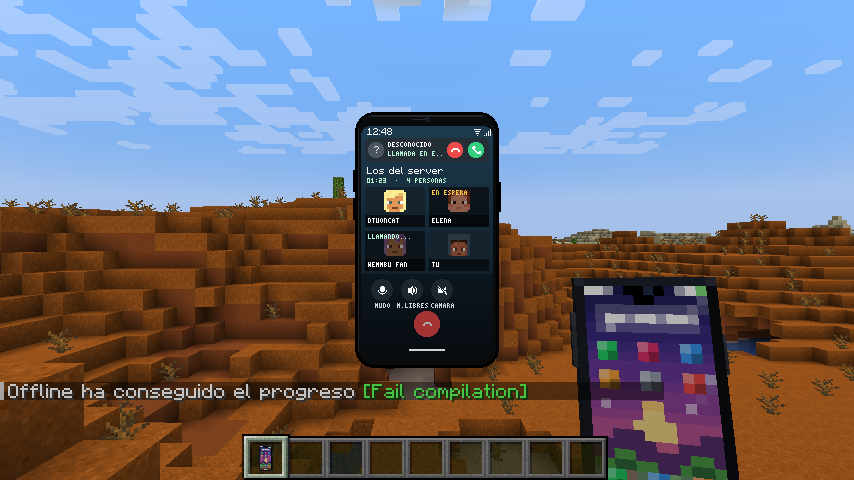 12:48
?
DESCONOCIDO
LLAMADA EN E..
Los del server
01:23 · 4 PERSONAS
DTUONCAT
EN ESPERA
ELENA
LLAMANDO...
WEMMBU FAN
TU
MUDO M.LIBRES CAMARA
Offline ha conseguido el progreso [Fail compilation]